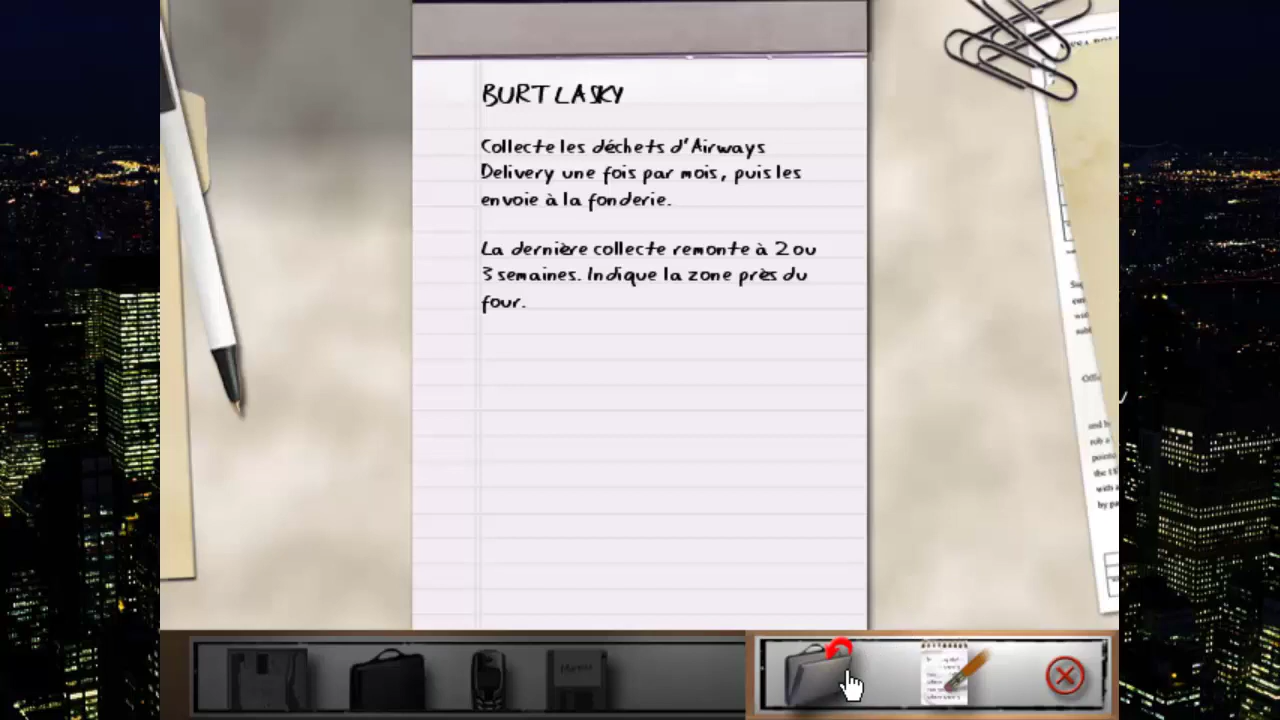 BURT LASKY
Collecte les déchets d'Airways
Delivery une fois par mois, puis les
envoie à la fonderie.
La dernière collecte remonte à 2 ou
3 semaines. Indique la zone près du
four.